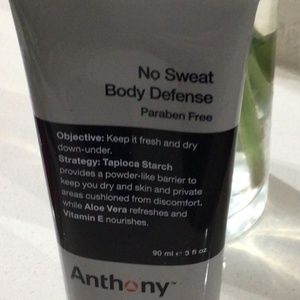 No Sweat
Body Defense
Paraben Free
Objective: Keep it fresh and dry
down-under.
Strategy: Tapioca Starch
provides a powder-like barrier to
keep you dry and skin and private
areas cushioned from discomfort,
while Aloe Vera refreshes and
Vitamin E nourishes.
90 ml e 3 fl oz
Anthony™